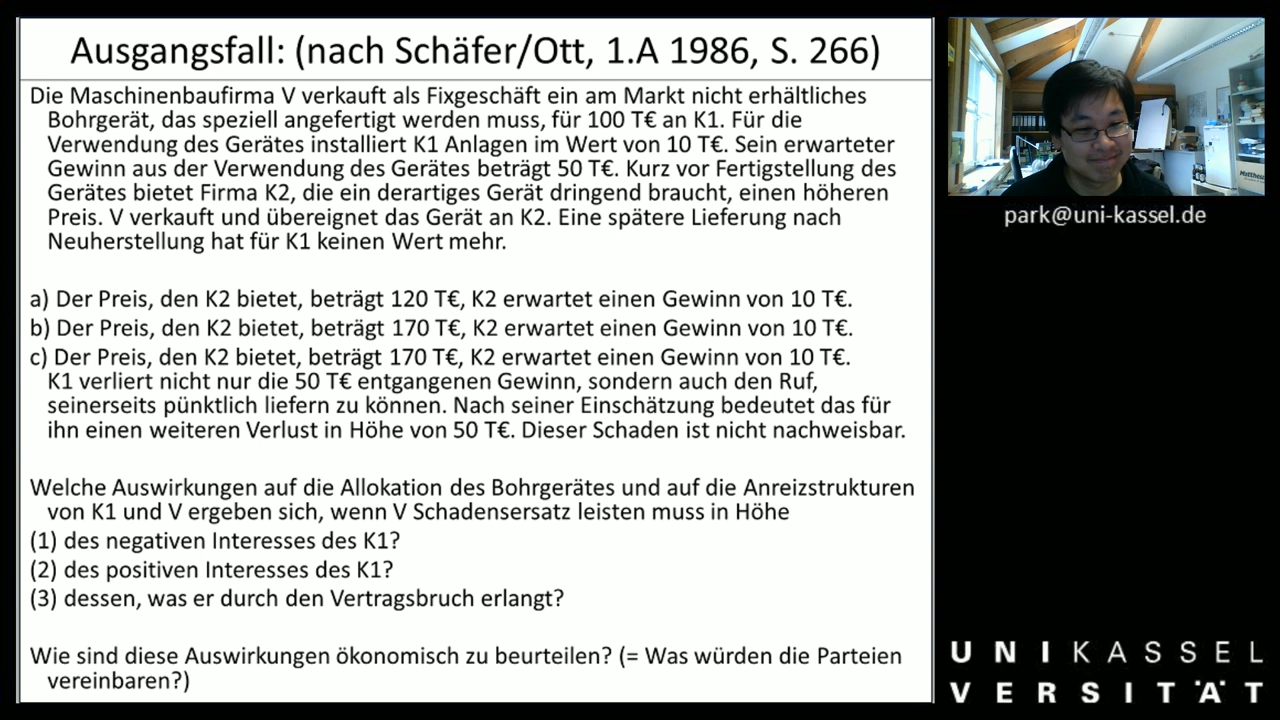 Ausgangsfall: (nach Schäfer/Ott, 1.A 1986, S. 266)
Die Maschinenbaufirma V verkauft als Fixgeschäft ein am Markt nicht erhältliches
Bohrgerät, das speziell angefertigt werden muss, für 100 T€ an K1. Für die
Verwendung des Gerätes installiert K1 Anlagen im Wert von 10 T€. Sein erwarteter
Gewinn aus der Verwendung des Gerätes beträgt 50 T€. Kurz vor Fertigstellung des
Gerätes bietet Firma K2, die ein derartiges Gerät dringend braucht, einen höheren
Preis. V verkauft und übereignet das Gerät an K2. Eine spätere Lieferung nach
Neuherstellung hat für K1 keinen Wert mehr.
a) Der Preis, den K2 bietet, beträgt 120 T€, K2 erwartet einen Gewinn von 10 T€.
b) Der Preis, den K2 bietet, beträgt 170 T€, K2 erwartet einen Gewinn von 10 T€.
c) Der Preis, den K2 bietet, beträgt 170 T€, K2 erwartet einen Gewinn von 10 T€.
K1 verliert nicht nur die 50 T€ entgangenen Gewinn, sondern auch den Ruf,
seinerseits pünktlich liefern zu können. Nach seiner Einschätzung bedeutet das für
ihn einen weiteren Verlust in Höhe von 50 T€. Dieser Schaden ist nicht nachweisbar.
Welche Auswirkungen auf die Allokation des Bohrgerätes und auf die Anreizstrukturen
von K1 und V ergeben sich, wenn V Schadensersatz leisten muss in Höhe
(1) des negativen Interesses des K1?
(2) des positiven Interesses des K1?
(3) dessen, was er durch den Vertragsbruch erlangt?
Wie sind diese Auswirkungen ökonomisch zu beurteilen? (= Was würden die Parteien
vereinbaren?)
park@uni-kassel.de
UNIKASSEL
VERSITÄT